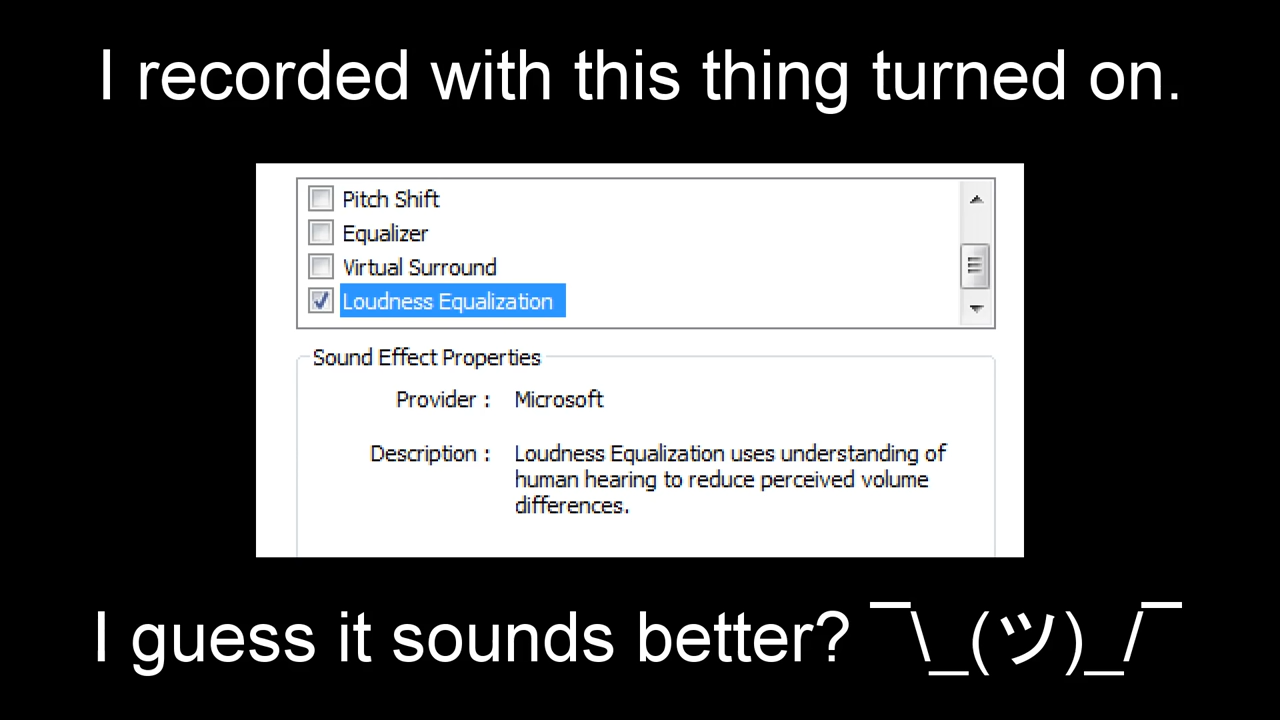 I recorded with this thing turned on.
Pitch Shift
Equalizer
Virtual Surround
Loudness Equalization
Sound Effect Properties
Provider : Microsoft
Description : Loudness Equalization uses understanding of
human hearing to reduce perceived volume
differences.
I guess it sounds better? ¯\_(ツ)_/¯